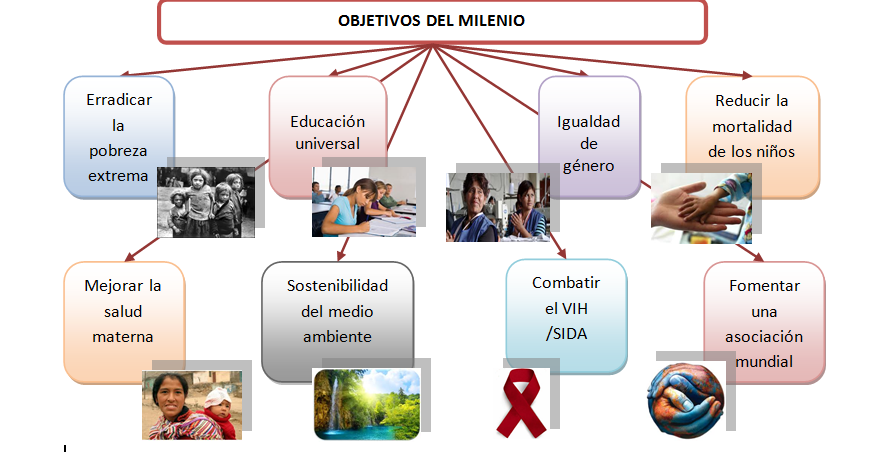 OBJETIVOS DEL MILENIO
Erradicar
la
pobreza
extrema
Educación
universal
Igualdad
de
género
Reducir la
mortalidad
de los niños
Mejorar la
salud
materna
Sostenibilidad
del medio
ambiente
Combatir
el VIH
/SIDA
Fomentar
una
asociación
mundial